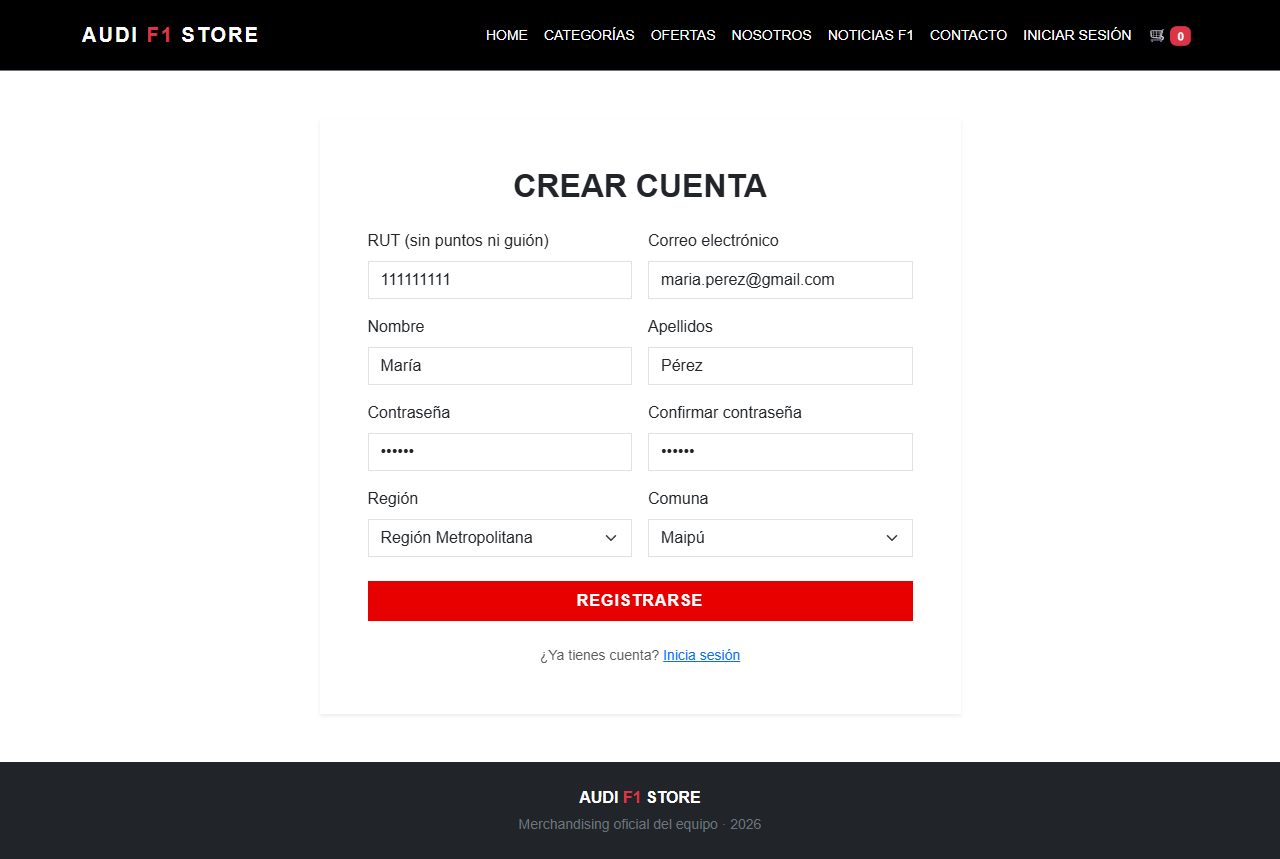 AUDI F1 STORE
HOME CATEGORÍAS OFERTAS NOSOTROS NOTICIAS F1 CONTACTO INICIAR SESIÓN 0
CREAR CUENTA
RUT (sin puntos ni guión) Correo electrónico
111111111 maria.perez@gmail.com
Nombre Apellidos
María Pérez
Contraseña Confirmar contraseña
•••••• ••••••
Región Comuna
Región Metropolitana Maipú
REGISTRARSE
¿Ya tienes cuenta? Inicia sesión
AUDI F1 STORE
Merchandising oficial del equipo · 2026